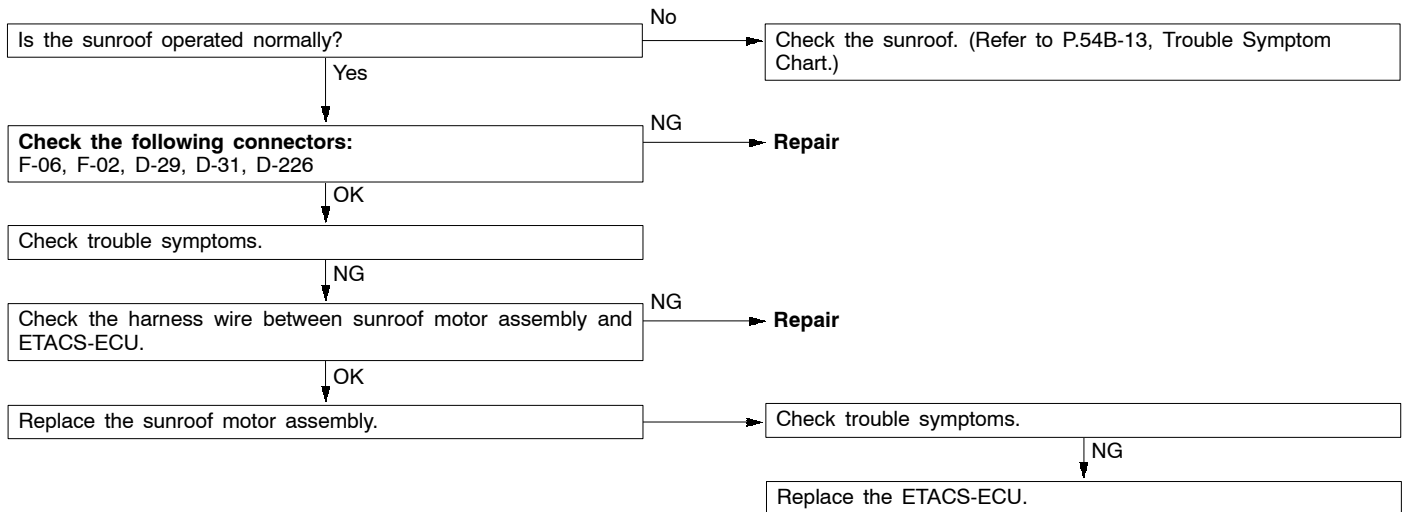 No
Is the sunroof operated normally?
Check the sunroof. (Refer to P.54B-13, Trouble Symptom
Chart.)
Yes
Check the following connectors:
F-06, F-02, D-29, D-31, D-226
NG
Repair
OK
Check trouble symptoms.
NG
Check the harness wire between sunroof motor assembly and
ETACS-ECU.
NG
Repair
OK
Replace the sunroof motor assembly.
Check trouble symptoms.
NG
Replace the ETACS-ECU.